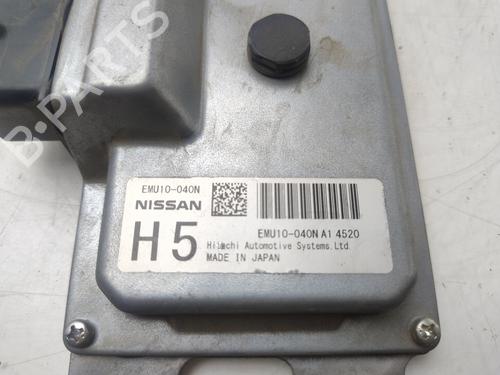 B-PARTS
EMU10-040N
NISSAN
H5
EMU10-040N A1 4520
Hitachi Automotive Systems,Ltd.
MADE IN JAPAN